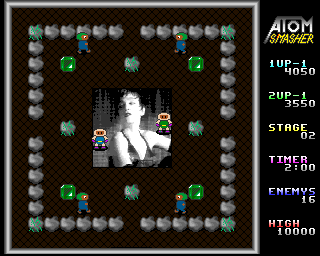 ATOM
SMASHER
1UP-1
4050
2UP-1
3550
STAGE
02
TIMER
2:00
ENEMYS
16
HIGH
10000